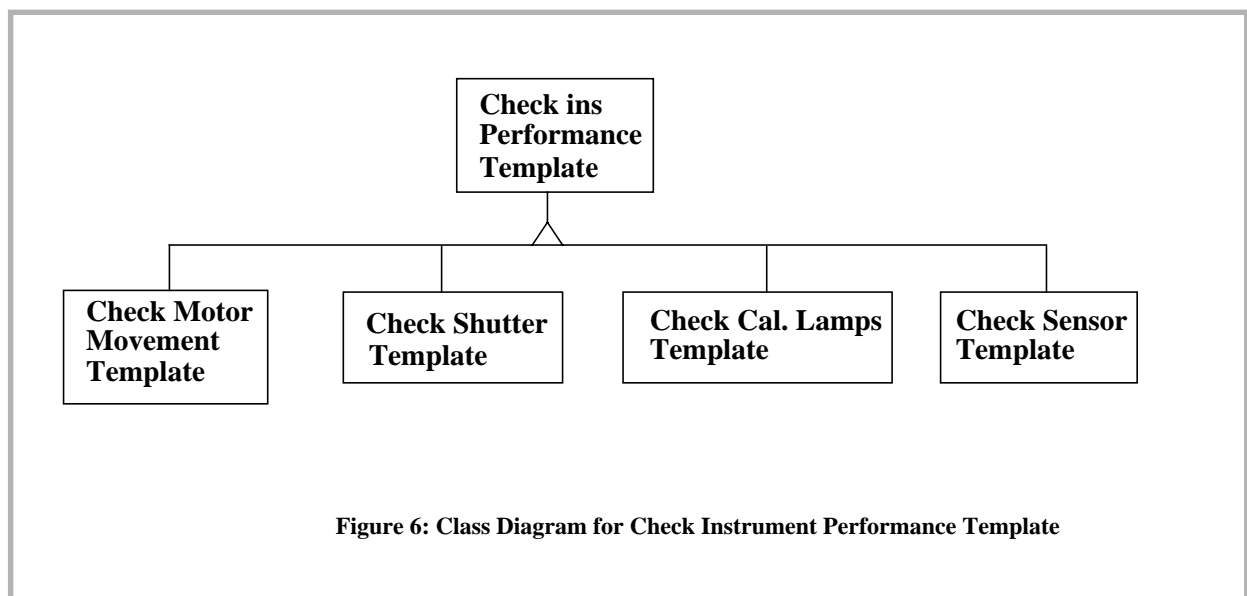 Check ins
Performance
Template
Check Motor
Movement
Template
Check Shutter
Template
Check Cal. Lamps
Template
Check Sensor
Template
Figure 6: Class Diagram for Check Instrument Performance Template